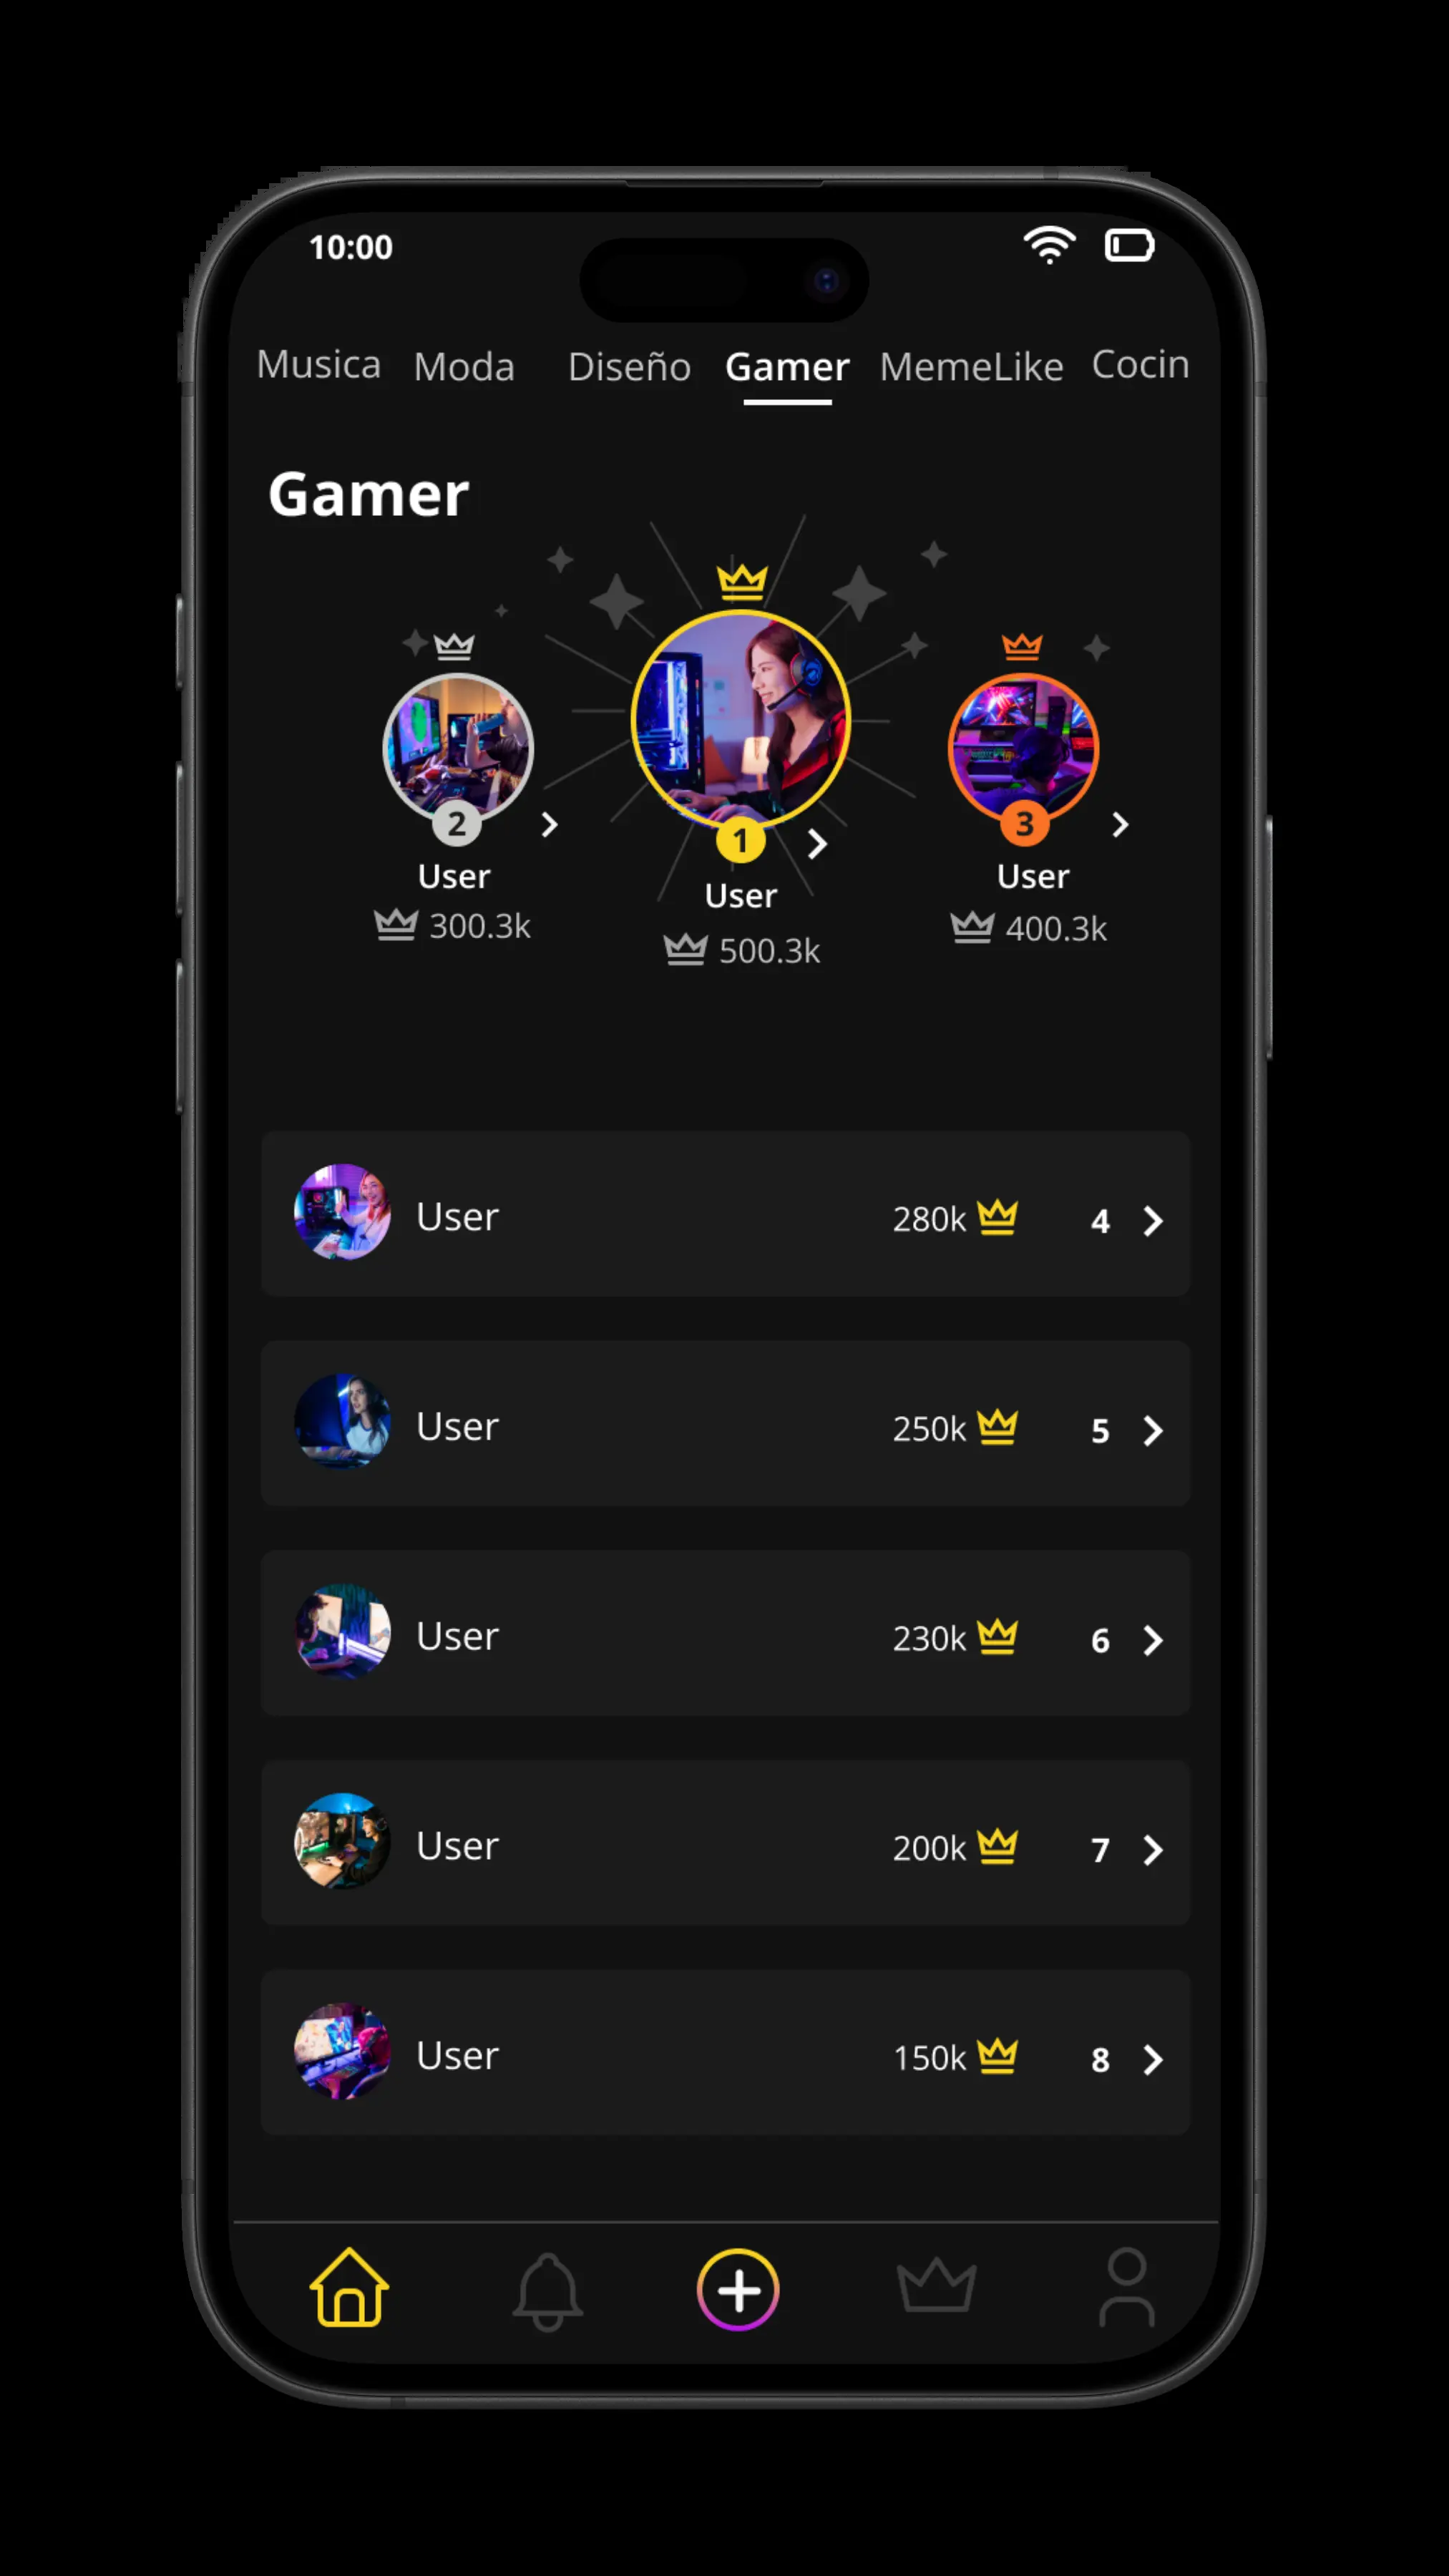 10:00
Musica Moda Diseño Gamer MemeLike Cocin
Gamer
2 1 3
User User User
300.3k 500.3k 400.3k
User 280k 4
User 250k 5
User 230k 6
User 200k 7
User 150k 8